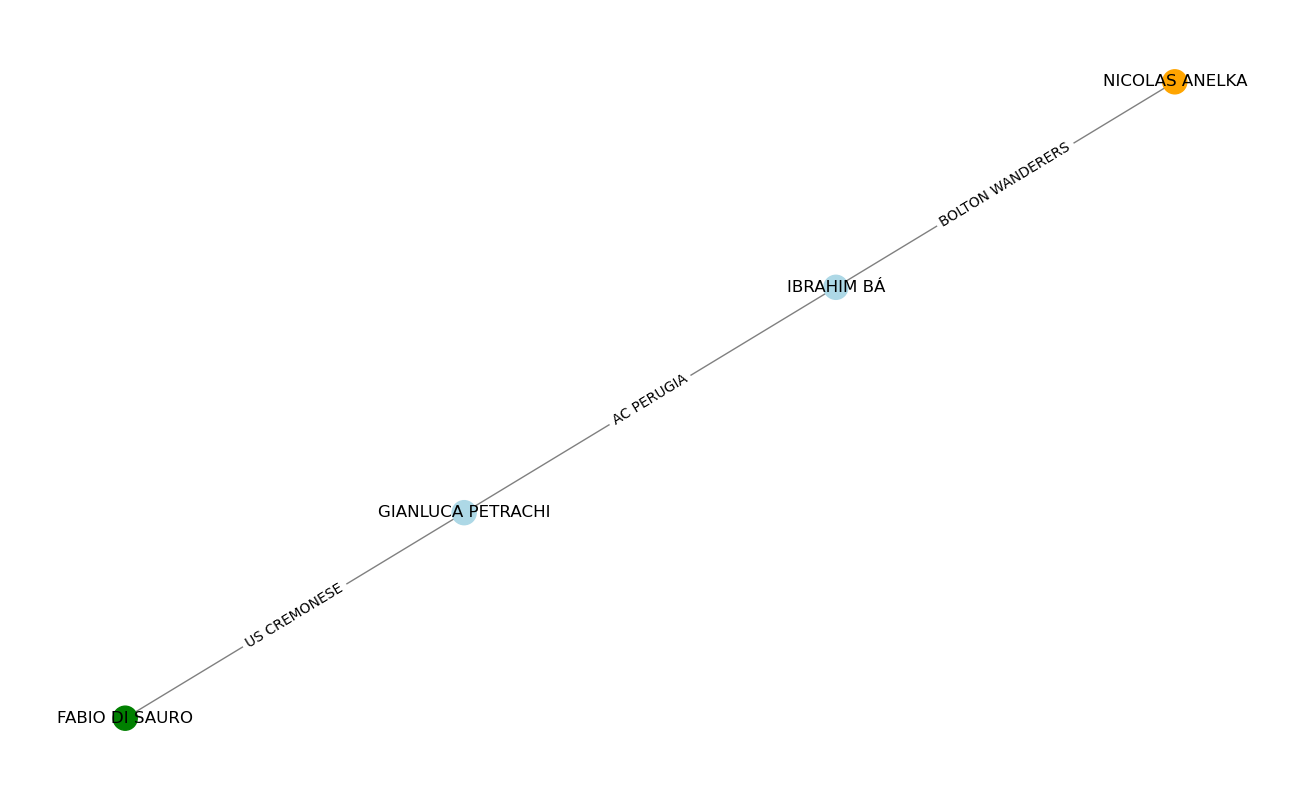 NICOLAS ANELKA
BOLTON WANDERERS
IBRAHIM BÁ
AC PERUGIA
GIANLUCA PETRACHI
US CREMONESE
FABIO DI SAURO